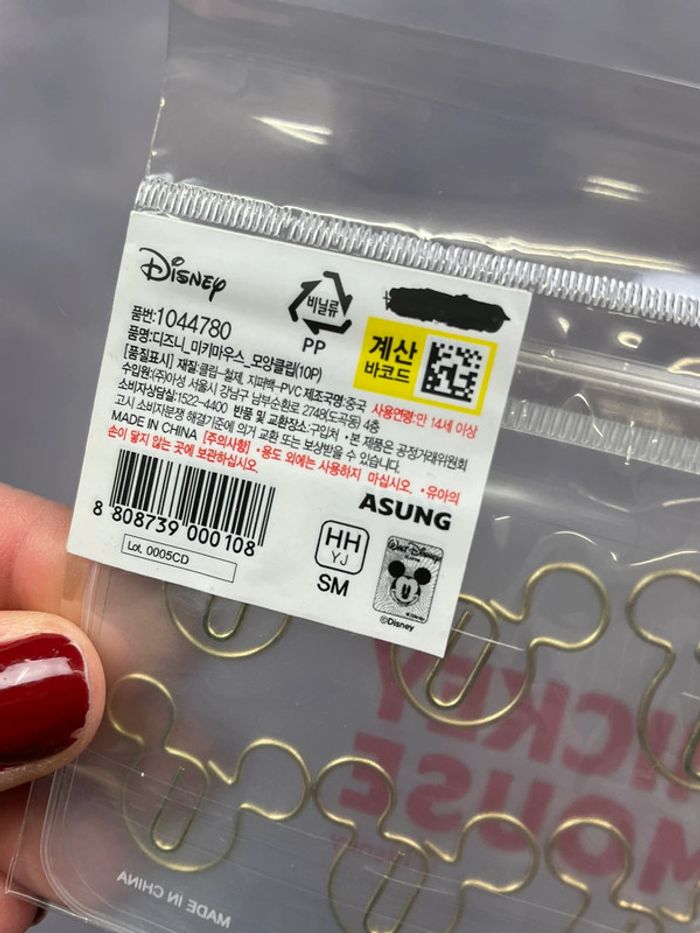 Disney
비닐류
PP
품번:1044780
품명:디즈니_미키마우스_모양클립(10P)
[품질표시] 재질:클립-철제, 지퍼백-PVC 제조국명:중국
사용연령:만 14세 이상
계산
바코드
수입원:(주)아성 서울시 강남구 남부순환로 2748(도곡동) 4층
소비자상담실:1522-4400 반품 및 교환장소:구입처 •본 제품은 공정거래위원회
고시 소비자분쟁 해결기준에 의거 교환 또는 보상받을 수 있습니다.
MADE IN CHINA [주의사항] •용도 외에는 사용하지 마십시오. •유아의
손이 닿지 않는 곳에 보관하십시오.
8 808739 000108
Lot. 0005CD
ASUNG
HH
YJ
SM
Walt Disney
©Disney
MICKEY
MOUSE
MADE IN CHINA